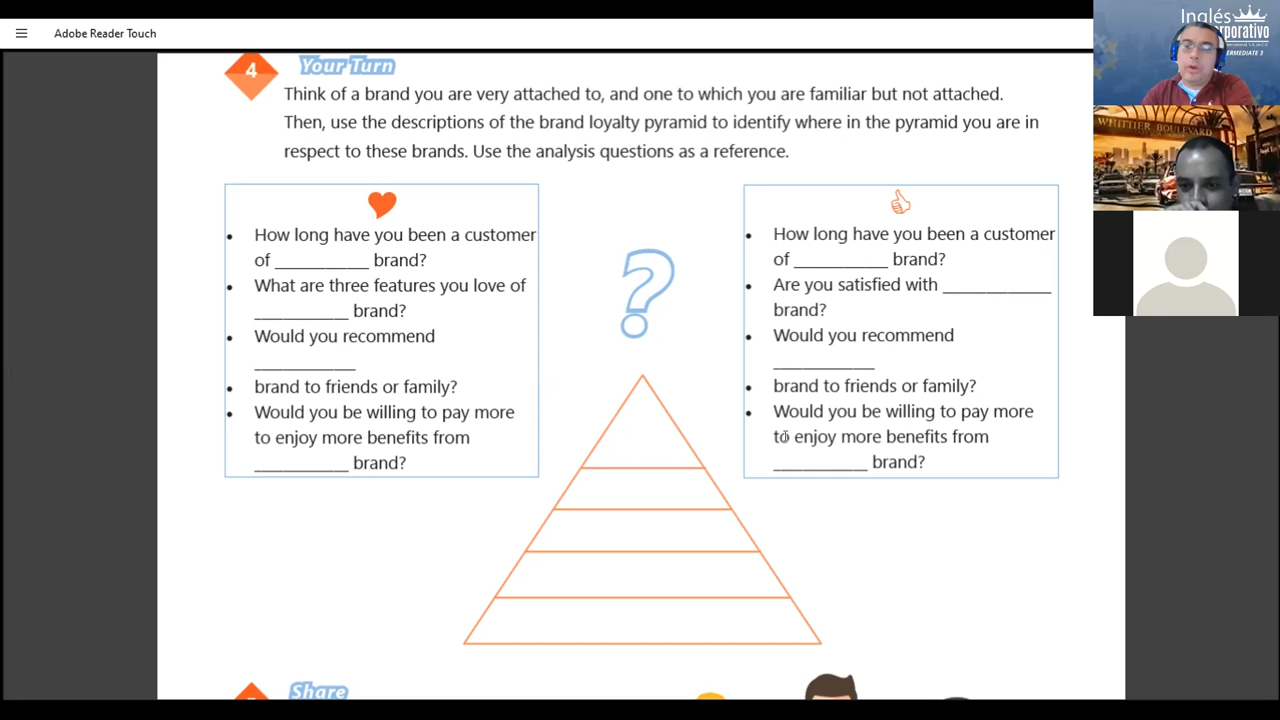 Adobe Reader Touch
Inglés
Corporativo
INTERMEDIATE 3
WHITTIER BOULEVARD
4
Your Turn
Think of a brand you are very attached to, and one to which you are familiar but not attached.
Then, use the descriptions of the brand loyalty pyramid to identify where in the pyramid you are in
respect to these brands. Use the analysis questions as a reference.
• How long have you been a customer
of __________ brand?
• What are three features you love of
__________ brand?
• Would you recommend
___________
• brand to friends or family?
• Would you be willing to pay more
to enjoy more benefits from
__________ brand?
?
• How long have you been a customer
of __________ brand?
• Are you satisfied with ____________
brand?
• Would you recommend
___________
• brand to friends or family?
• Would you be willing to pay more
to enjoy more benefits from
__________ brand?
Share